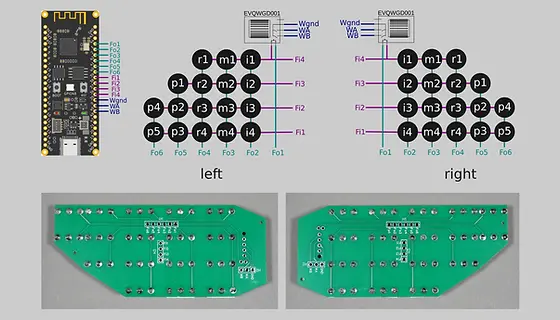 EVQWGD001
EVQWGD001
Wgnd
WA
WB
Wgnd
WA
WB
Fo1
Fo2
Fo3
Fo4
Fo5
Fo6
Fi1
Fi2
Fi3
Fi4
Wgnd
WA
WB
r1 m1 i1 Fi4
p1 r2 m2 i2 Fi3
p4 p2 r3 m3 i3 Fi2
p5 p3 r4 m4 i4 Fi1
Fo6 Fo5 Fo4 Fo3 Fo2 Fo1
left
Fi4 i1 m1 r1
Fi3 i2 m2 r2 p1
Fi2 i3 m3 r3 p2 p4
Fi1 i4 m4 r4 p3 p5
Fo1 Fo2 Fo3 Fo4 Fo5 Fo6
right